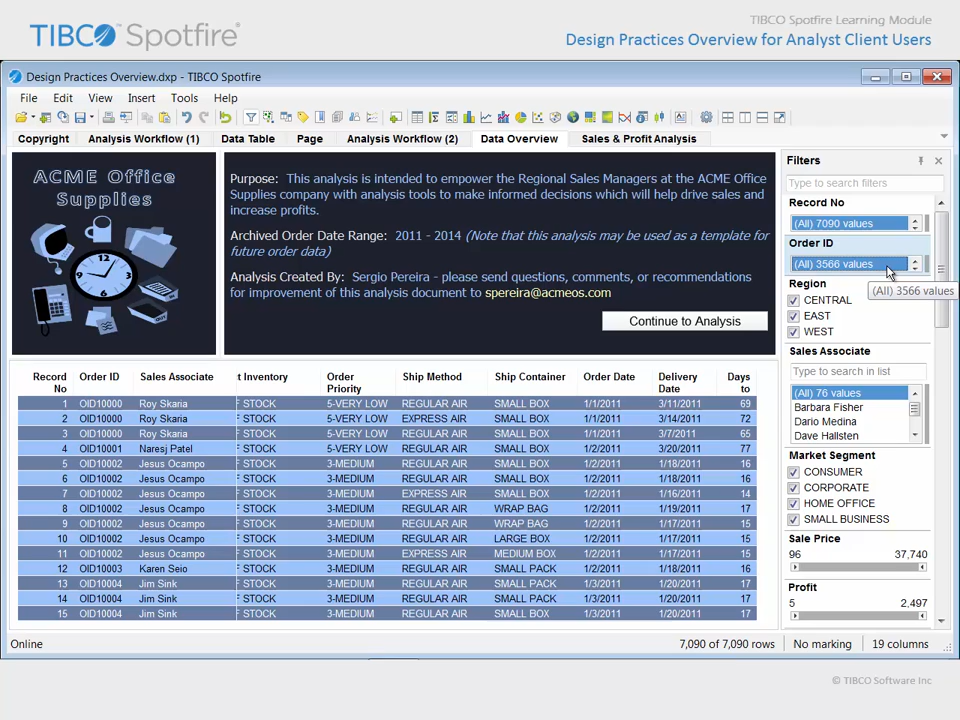 TIBCO™ Spotfire®
TIBCO Spotfire Learning Module
Design Practices Overview for Analyst Client Users
Design Practices Overview.dxp - TIBCO Spotfire
File Edit View Insert Tools Help
Copyright Analysis Workflow (1) Data Table Page Analysis Workflow (2) Data Overview Sales & Profit Analysis
ACME Office
Supplies
Purpose: This analysis is intended to empower the Regional Sales Managers at the ACME Office
Supplies company with analysis tools to make informed decisions which will help drive sales and
increase profits.
Archived Order Date Range: 2011 - 2014 (Note that this analysis may be used as a template for
future order data)
Analysis Created By: Sergio Pereira - please send questions, comments, or recommendations
for improvement of this analysis document to spereira@acmeos.com
Continue to Analysis
Record No Order ID Sales Associate t Inventory Order Priority Ship Method Ship Container Order Date Delivery Date Days to
1 OID10000 Roy Skaria F STOCK 5-VERY LOW REGULAR AIR SMALL BOX 1/1/2011 3/11/2014 69
2 OID10000 Roy Skaria F STOCK 5-VERY LOW EXPRESS AIR SMALL BOX 1/1/2011 3/14/2011 72
3 OID10000 Roy Skaria F STOCK 5-VERY LOW REGULAR AIR SMALL BOX 1/1/2011 3/7/2011 65
4 OID10001 Naresj Patel F STOCK 5-VERY LOW REGULAR AIR SMALL BOX 1/2/2011 3/20/2011 77
5 OID10002 Jesus Ocampo F STOCK 3-MEDIUM REGULAR AIR SMALL BOX 1/2/2011 1/18/2011 16
6 OID10002 Jesus Ocampo F STOCK 3-MEDIUM REGULAR AIR SMALL BOX 1/2/2011 1/18/2011 16
7 OID10002 Jesus Ocampo F STOCK 3-MEDIUM EXPRESS AIR SMALL BOX 1/2/2011 1/16/2011 14
8 OID10002 Jesus Ocampo F STOCK 3-MEDIUM REGULAR AIR WRAP BAG 1/2/2011 1/19/2011 17
9 OID10002 Jesus Ocampo F STOCK 3-MEDIUM REGULAR AIR WRAP BAG 1/2/2011 1/17/2011 15
10 OID10002 Jesus Ocampo F STOCK 3-MEDIUM REGULAR AIR LARGE BOX 1/2/2011 1/17/2011 15
11 OID10002 Jesus Ocampo F STOCK 3-MEDIUM EXPRESS AIR MEDIUM BOX 1/2/2011 1/17/2011 15
12 OID10003 Karen Seio F STOCK 3-MEDIUM REGULAR AIR SMALL PACK 1/2/2011 1/18/2011 16
13 OID10004 Jim Sink F STOCK 3-MEDIUM REGULAR AIR SMALL PACK 1/3/2011 1/20/2011 17
14 OID10004 Jim Sink F STOCK 3-MEDIUM REGULAR AIR SMALL PACK 1/3/2011 1/20/2011 17
15 OID10004 Jim Sink F STOCK 3-MEDIUM REGULAR AIR SMALL BOX 1/3/2011 1/20/2011 17
Filters
Type to search filters
Record No
(All) 7090 values
Order ID
(All) 3566 values
(All) 3566 values
Region
CENTRAL
EAST
WEST
Sales Associate
Type to search in list
(All) 76 values
Barbara Fisher
Dario Medina
Dave Hallsten
Market Segment
CONSUMER
CORPORATE
HOME OFFICE
SMALL BUSINESS
Sale Price
96 37,740
Profit
5 2,497
Online 7,090 of 7,090 rows No marking 19 columns
© TIBCO Software Inc